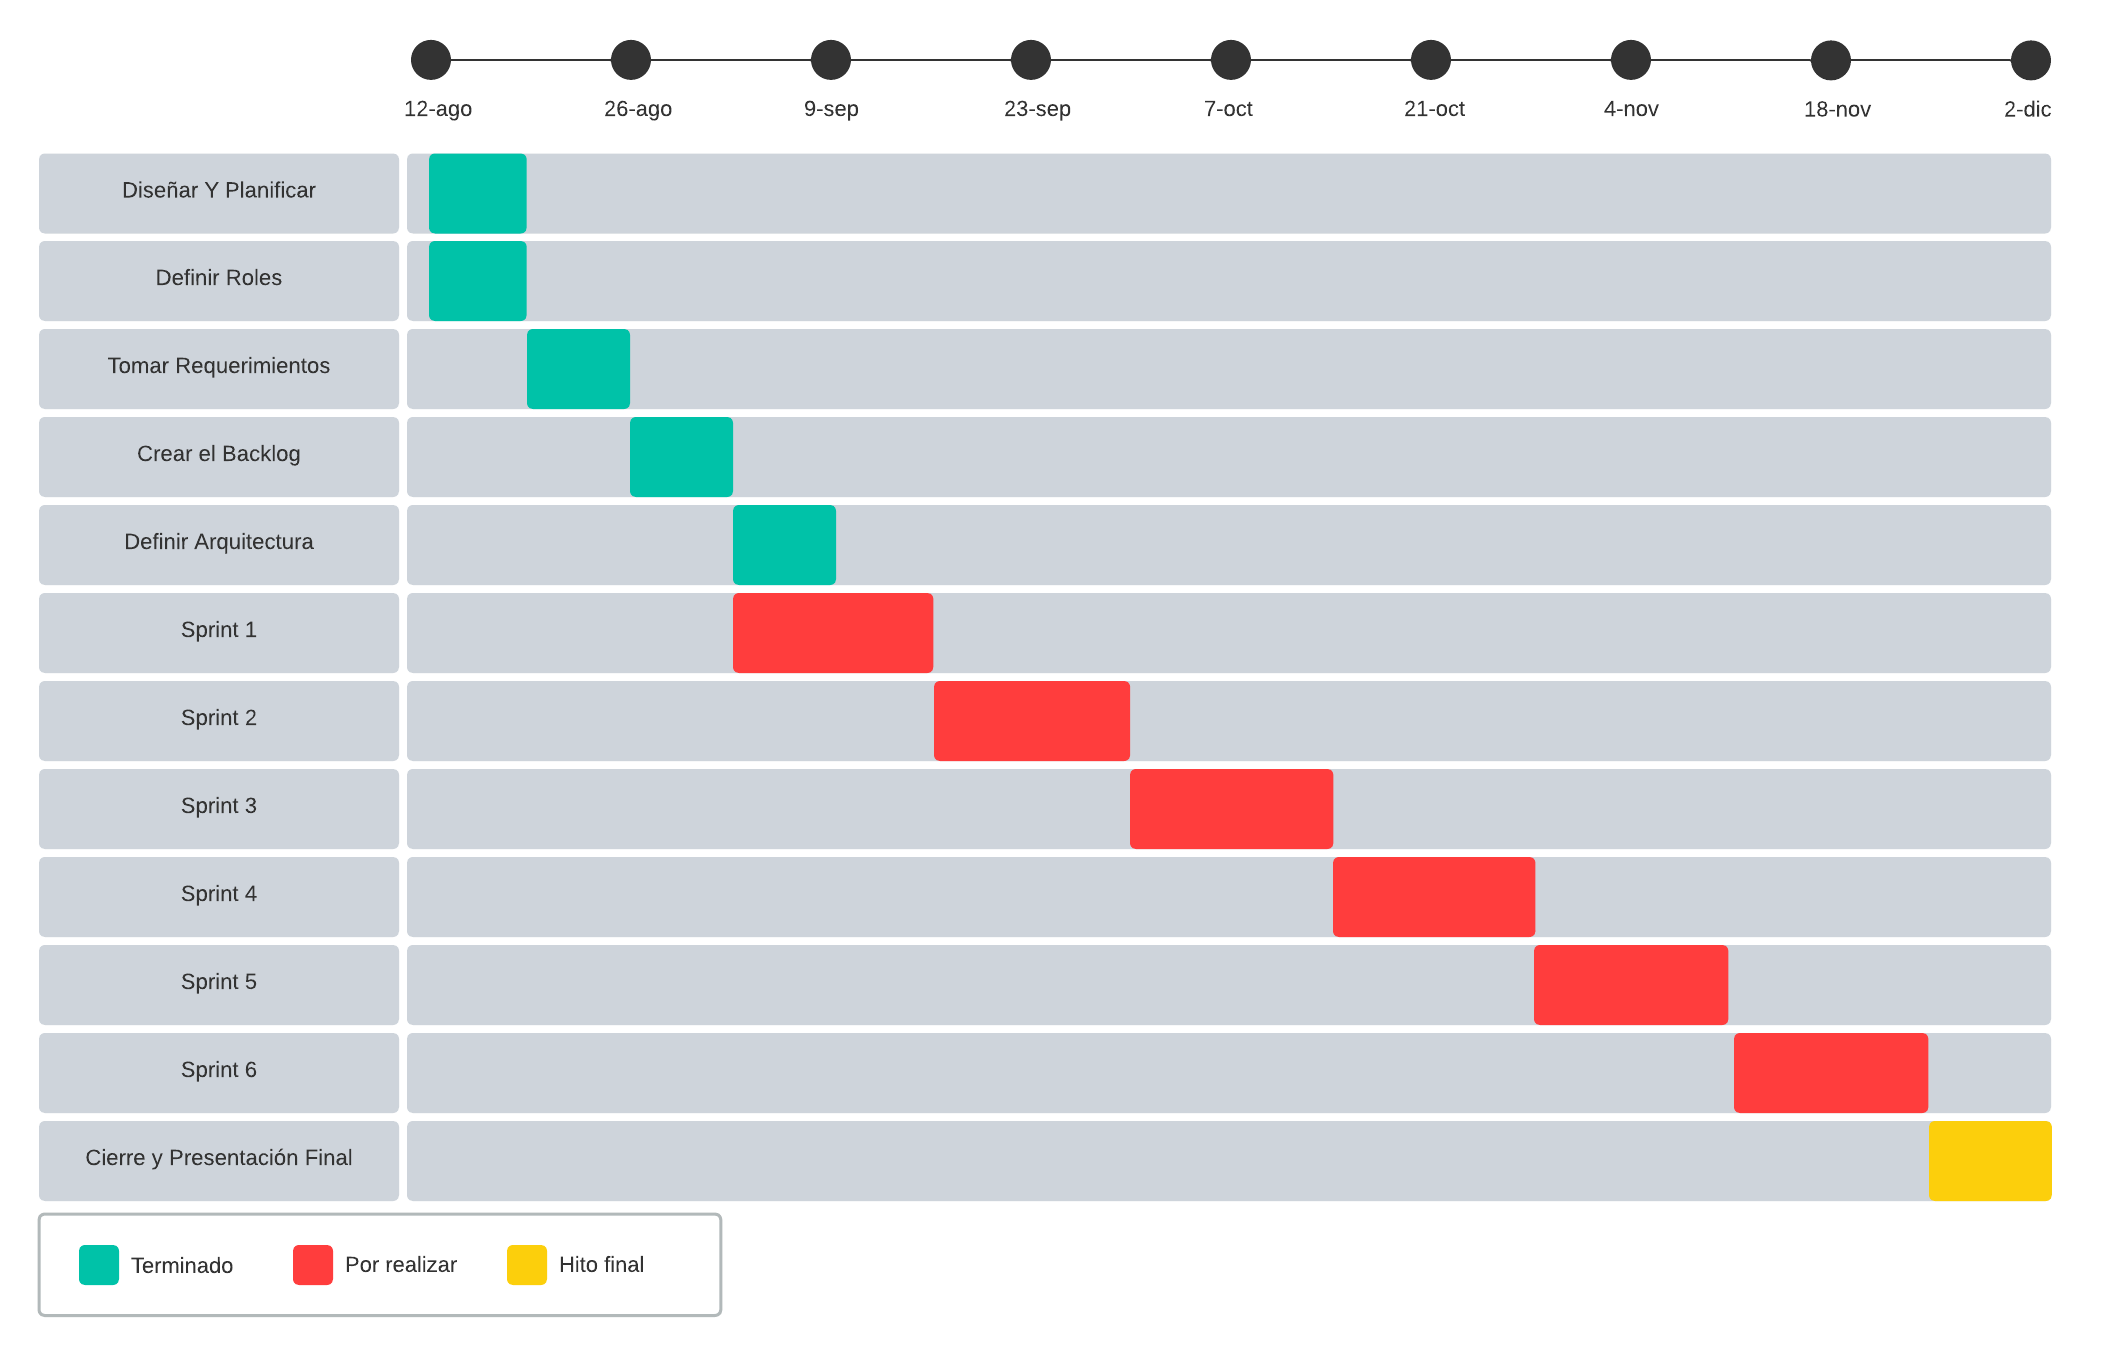 12-ago 26-ago 9-sep 23-sep 7-oct 21-oct 4-nov 18-nov 2-dic
Diseñar Y Planificar
Definir Roles
Tomar Requerimientos
Crear el Backlog
Definir Arquitectura
Sprint 1
Sprint 2
Sprint 3
Sprint 4
Sprint 5
Sprint 6
Cierre y Presentación Final
Terminado Por realizar Hito final